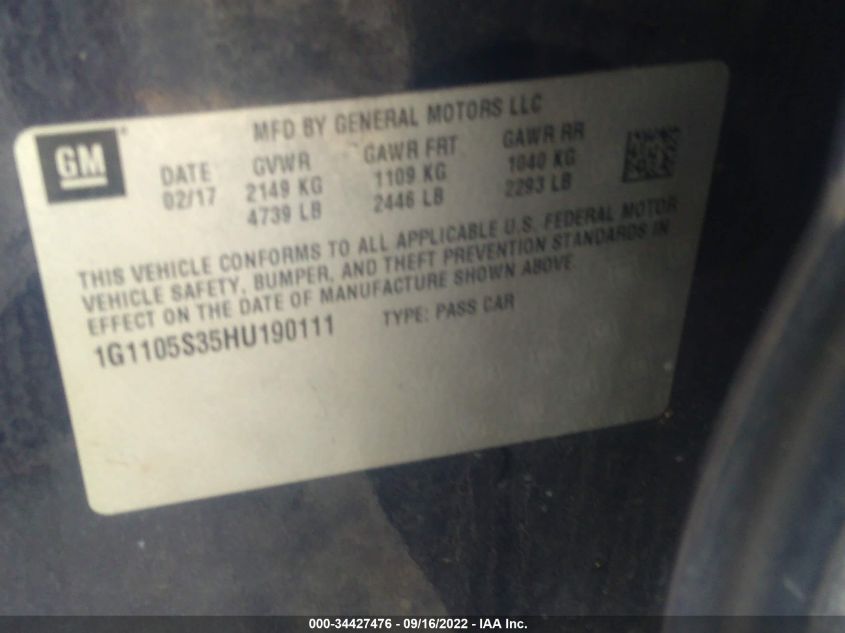 MFD BY GENERAL MOTORS LLC
GM
DATE GVWR GAWR FRT GAWR RR
02/17 2149 KG 1109 KG 1040 KG
4739 LB 2446 LB 2293 LB
THIS VEHICLE CONFORMS TO ALL APPLICABLE U.S. FEDERAL MOTOR
VEHICLE SAFETY, BUMPER, AND THEFT PREVENTION STANDARDS IN
EFFECT ON THE DATE OF MANUFACTURE SHOWN ABOVE.
1G1105S35HU190111 TYPE: PASS CAR
000-34427476 - 09/16/2022 - IAA Inc.